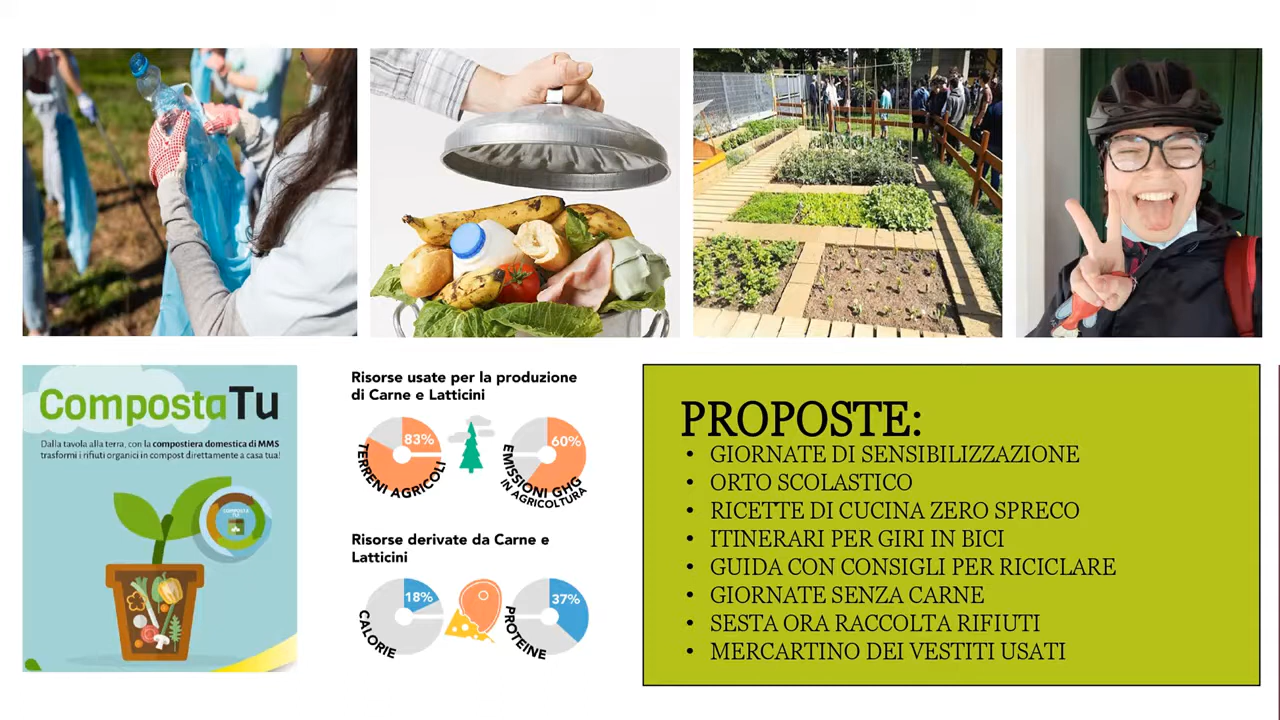 CompostaTu
Dalla tavola alla terra, con la compostiera domestica di MMS
trasformi i rifiuti organici in compost direttamente a casa tua!
COMPOSTA
TU
Risorse usate per la produzione
di Carne e Latticini
83%
TERRENI AGRICOLI
60%
EMISSIONI GHG
IN AGRICOLTURA
Risorse derivate da Carne e
Latticini
18%
CALORIE
37%
PROTEINE
PROPOSTE:
• GIORNATE DI SENSIBILIZZAZIONE
• ORTO SCOLASTICO
• RICETTE DI CUCINA ZERO SPRECO
• ITINERARI PER GIRI IN BICI
• GUIDA CON CONSIGLI PER RICICLARE
• GIORNATE SENZA CARNE
• SESTA ORA RACCOLTA RIFIUTI
• MERCARTINO DEI VESTITI USATI